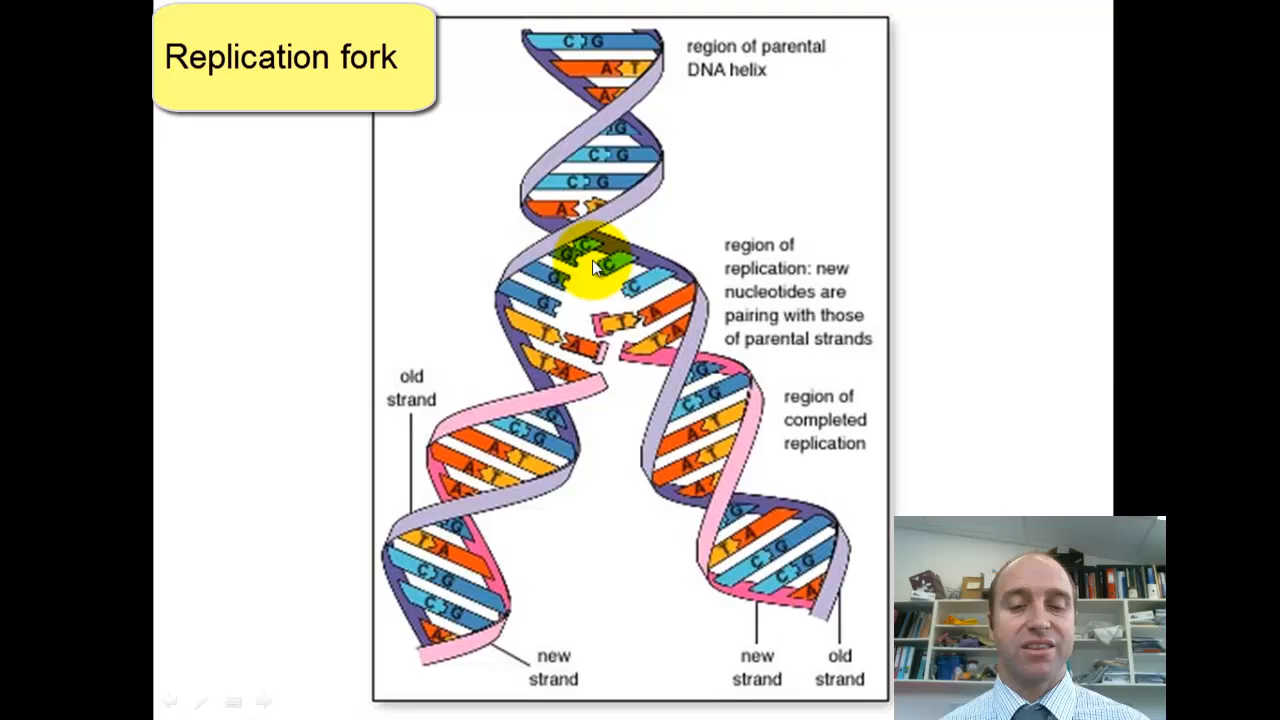 Replication fork
region of parental
DNA helix
C G
A T
A
G
C G
C G
A
C
G
C
G
C
G
T
A
T
A
T
A
T A
region of
replication: new
nucleotides are
pairing with those
of parental strands
old
strand
region of
completed
replication
G
C G
A T
A T
A
G
C G
A T
A T
A
G
T A
C G
C G
A
G
T A
C G
C G
A
new
strand
new
strand
old
strand